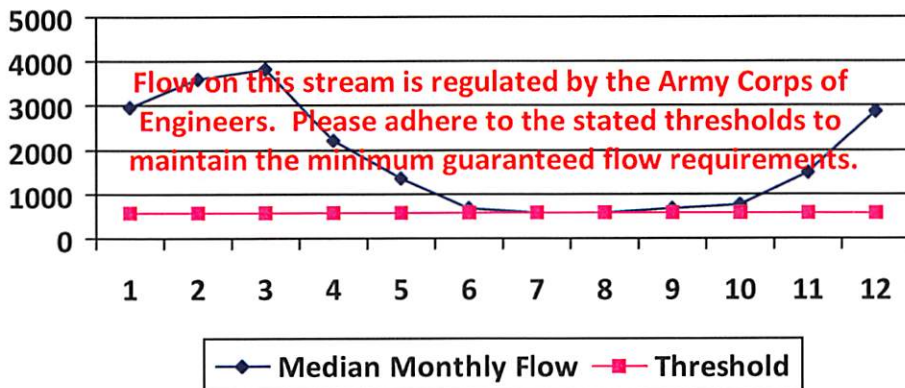 5000
4000
3000
2000
1000
0
Flow on this stream is regulated by the Army Corps of
Engineers. Please adhere to the stated thresholds to
maintain the minimum guaranteed flow requirements.
1 2 3 4 5 6 7 8 9 10 11 12
Median Monthly Flow Threshold